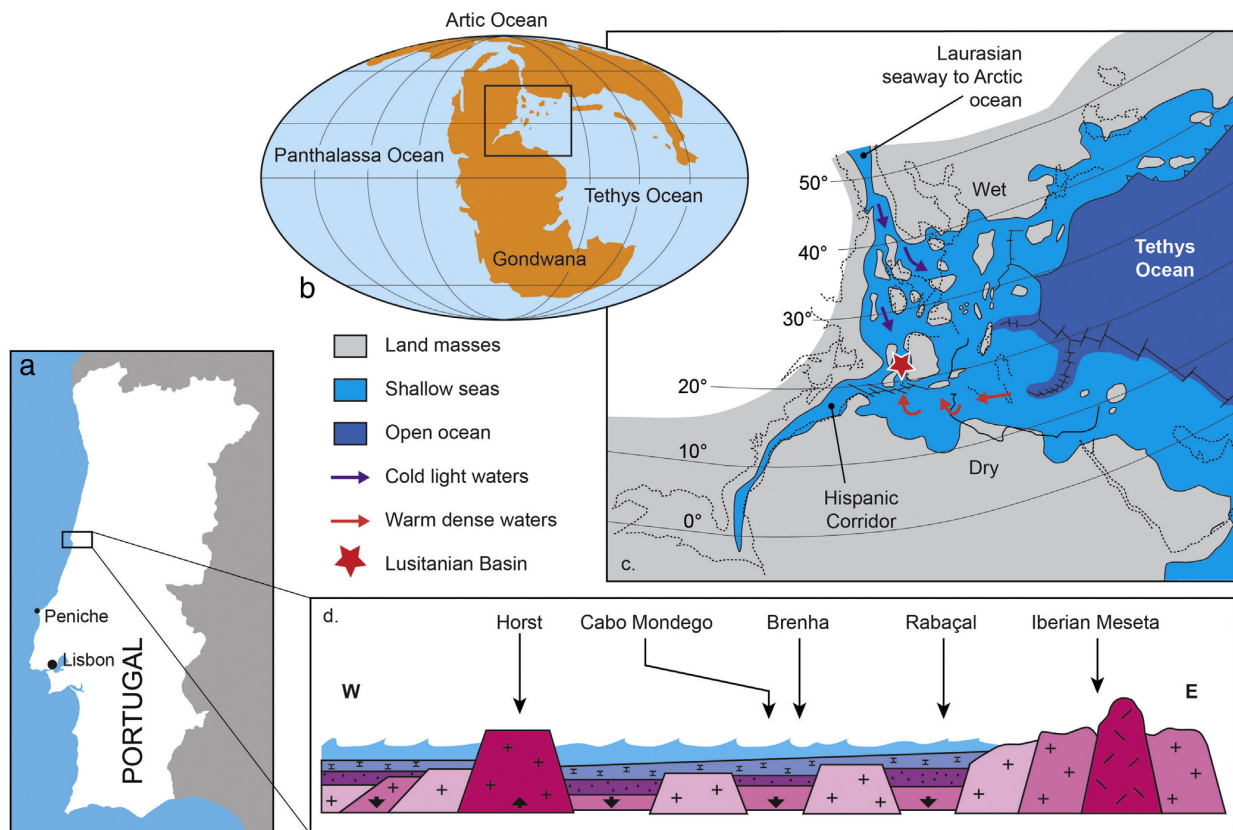 Artic Ocean
Panthalassa Ocean
Tethys Ocean
Gondwana
b
Laurasian
seaway to Arctic
ocean
50°
Wet
40°
Tethys
Ocean
30°
20°
10°
Dry
Hispanic
Corridor
0°
c.
Land masses
Shallow seas
Open ocean
Cold light waters
Warm dense waters
Lusitanian Basin
a
Peniche
Lisbon
PORTUGAL
d.
Horst
Cabo Mondego
Brenha
Rabaçal
Iberian Meseta
W
E